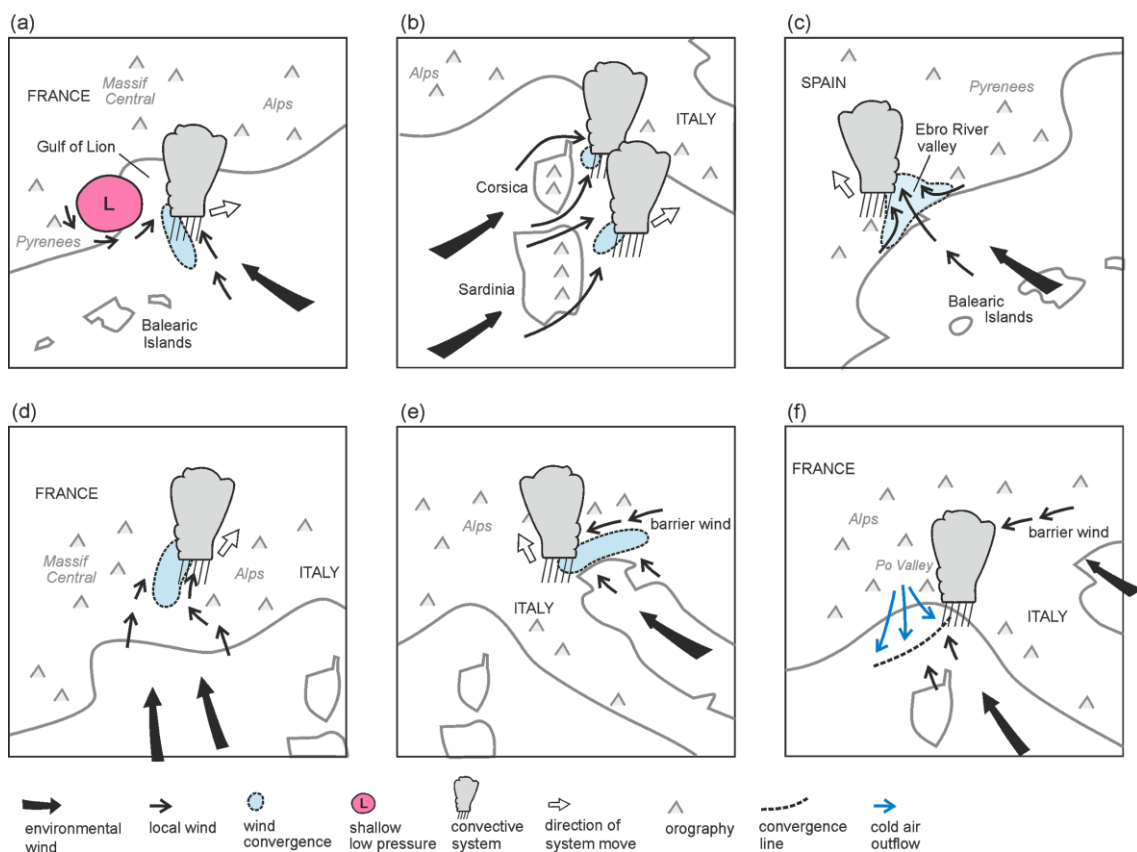 (a)
Massif
Central
FRANCE
Alps
Gulf of Lion
L
Pyrenees
Balearic
Islands
(b)
Alps
ITALY
Corsica
Sardinia
(c)
SPAIN
Pyrenees
Ebro River
valley
Balearic
Islands
(d)
FRANCE
Massif
Central
Alps
ITALY
(e)
Alps
barrier wind
ITALY
(f)
FRANCE
Alps
barrier wind
Po Valley
ITALY
environmental
wind
local wind
wind
convergence
L
shallow
low pressure
convective
system
direction of
system move
orography
convergence
line
cold air
outflow